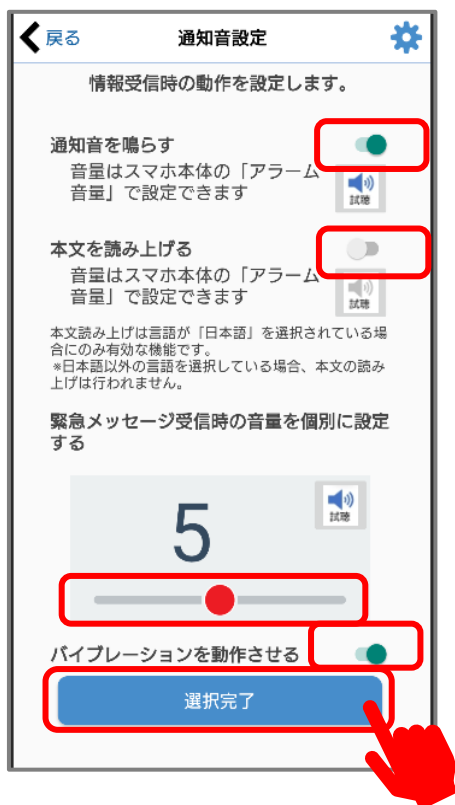 戻る 通知音設定
情報受信時の動作を設定します。
通知音を鳴らす
音量はスマホ本体の「アラーム
音量」で設定できます
試聴
本文を読み上げる
音量はスマホ本体の「アラーム
音量」で設定できます
試聴
本文読み上げは言語が「日本語」を選択されている場
合にのみ有効な機能です。
*日本語以外の言語を選択している場合、本文の読み
上げは行われません。
緊急メッセージ受信時の音量を個別に設定
する
5
試聴
バイブレーションを動作させる
選択完了